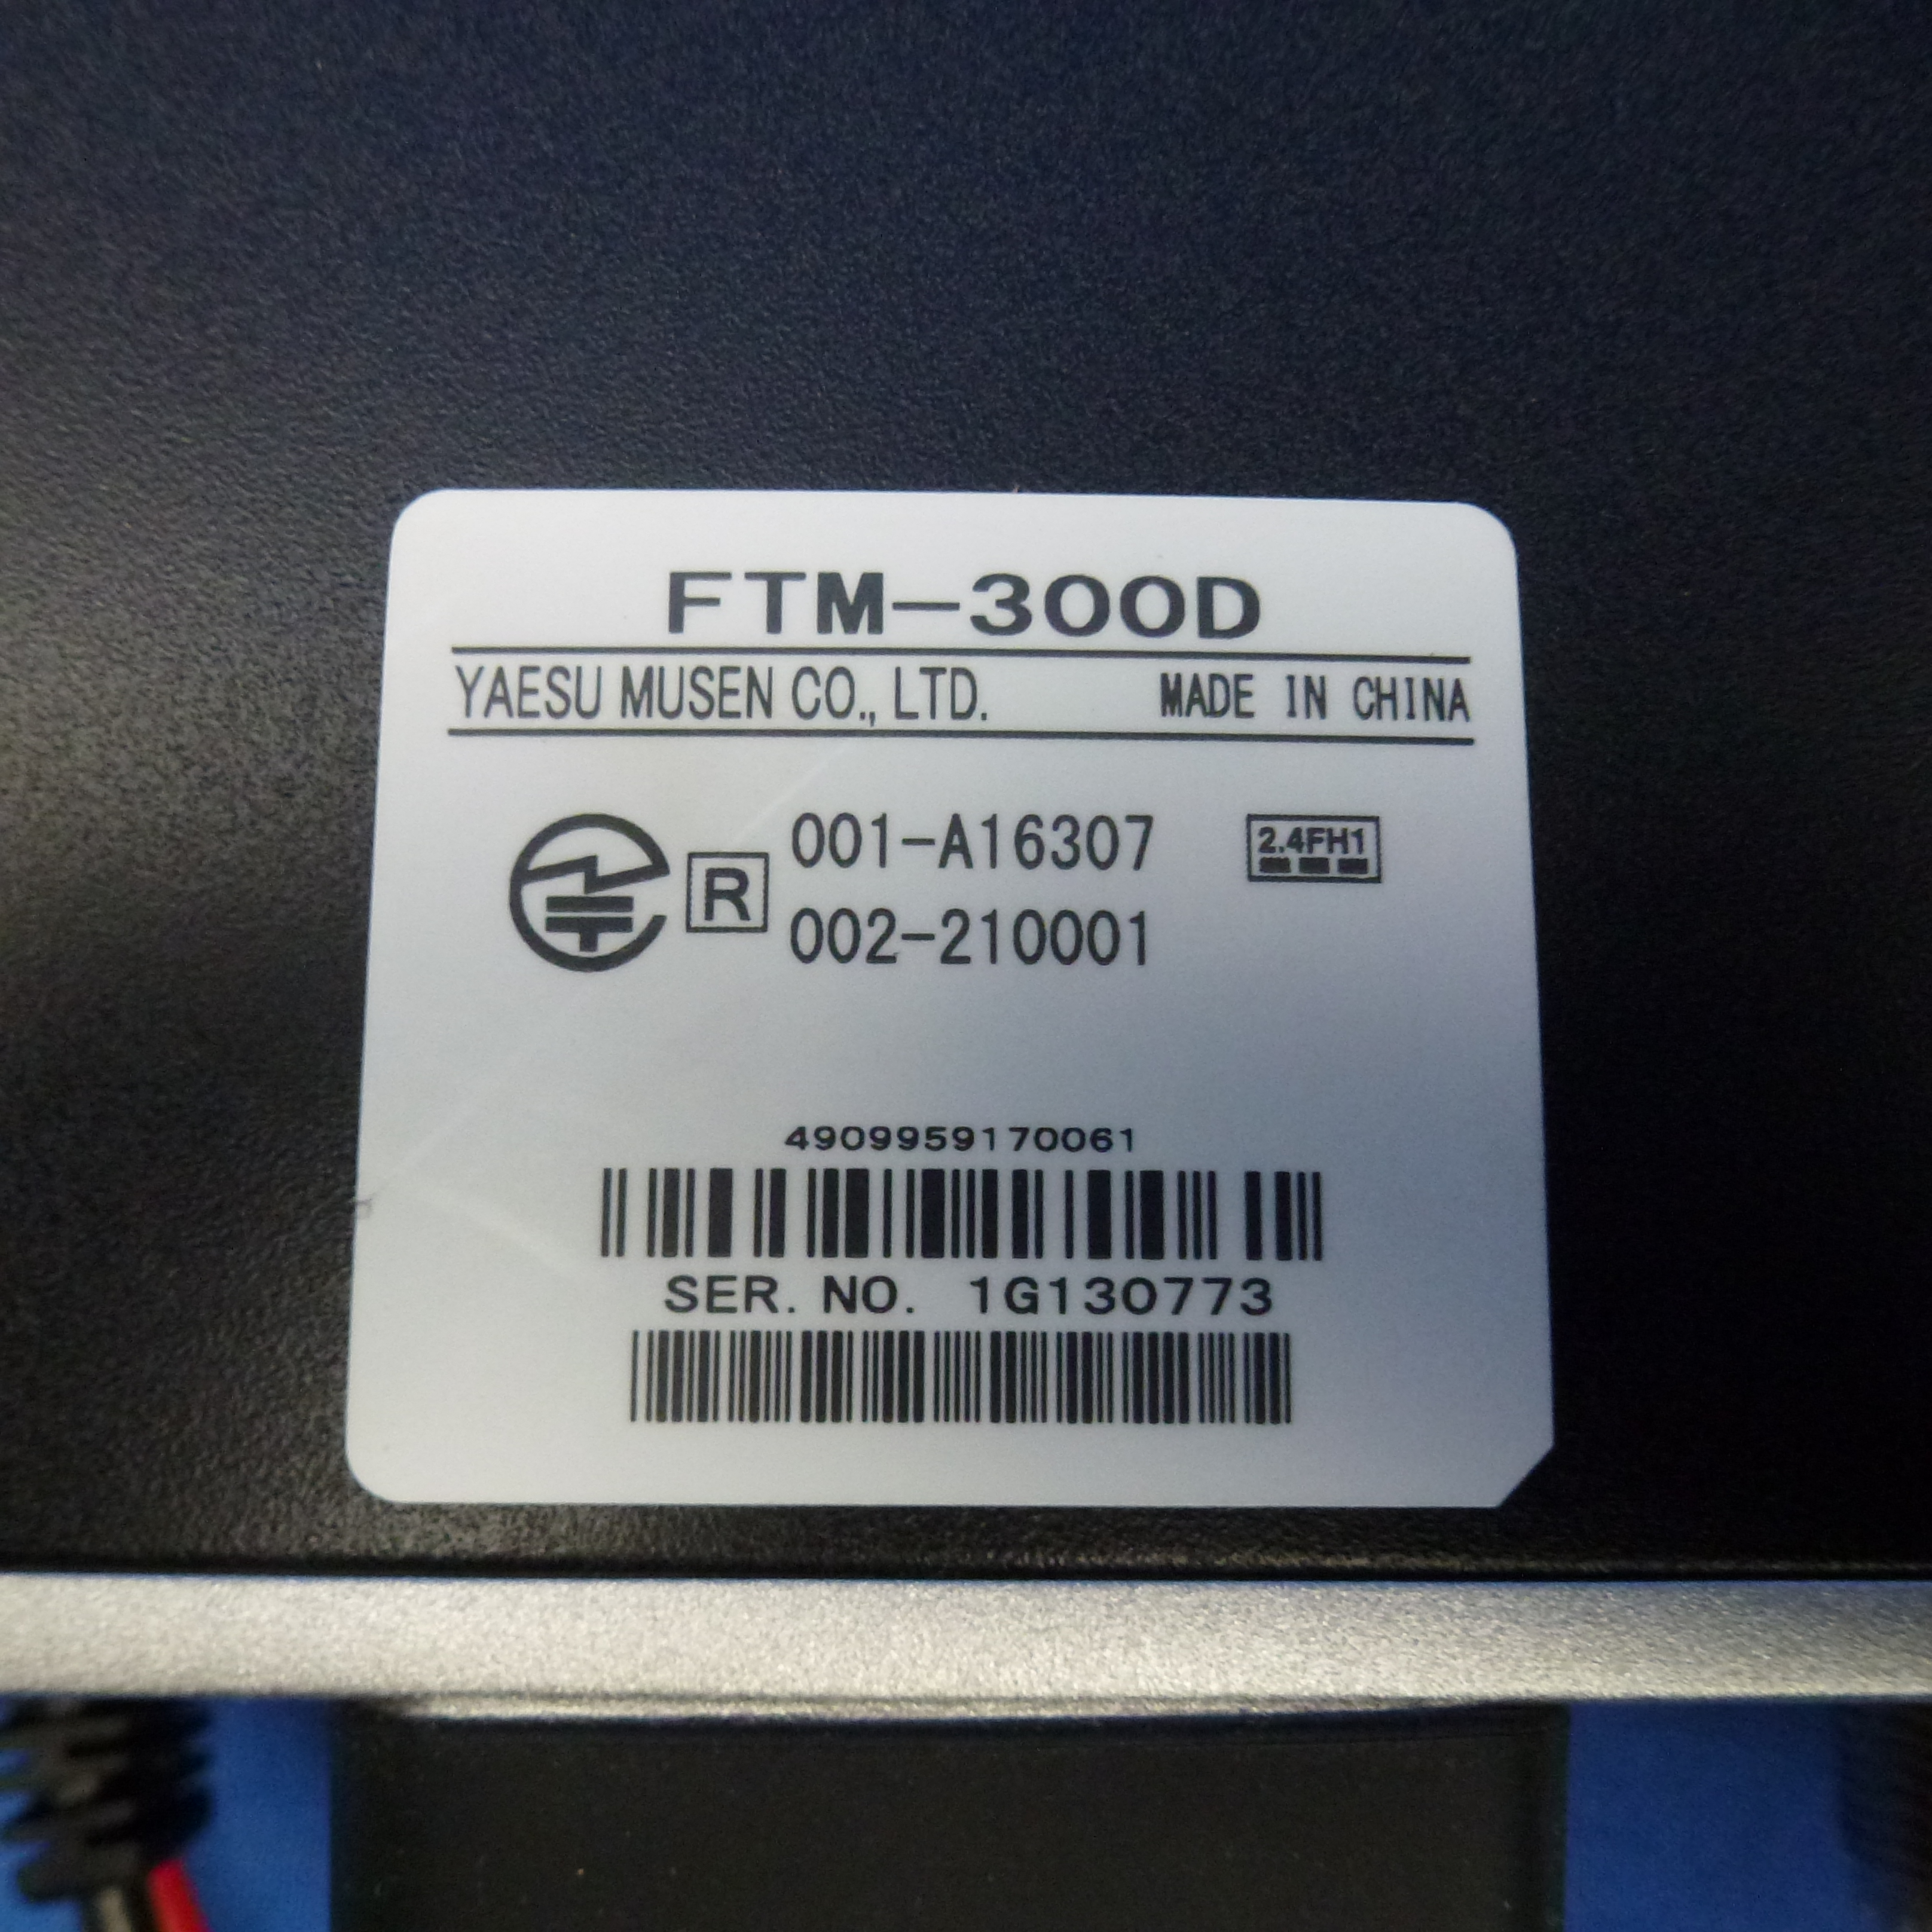 FTM-300D
YAESU MUSEN CO., LTD. MADE IN CHINA
R 001-A16307 2.4FH1
002-210001
4909959170061
SER. NO. 1G130773